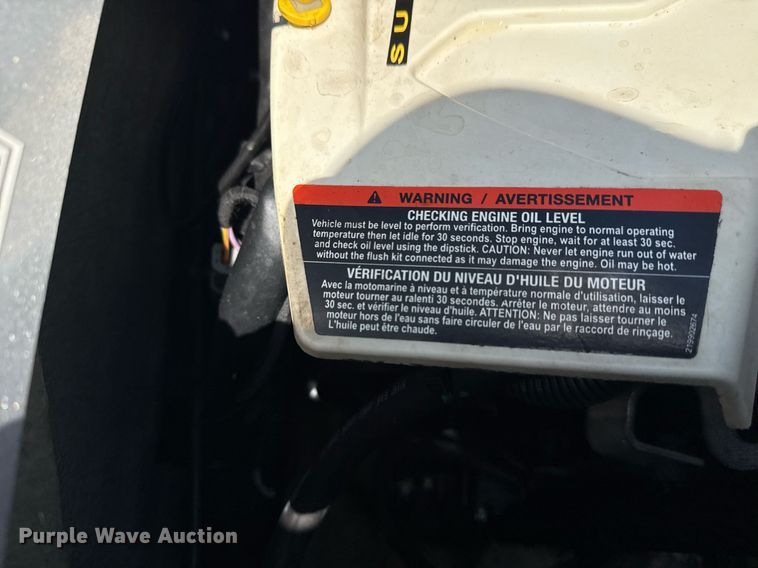 SU
WARNING / AVERTISSEMENT
CHECKING ENGINE OIL LEVEL
Vehicle must be level to perform verification. Bring engine to normal operating
temperature then let idle for 30 seconds. Stop engine, wait for at least 30 sec.
and check oil level using the dipstick. CAUTION: Never let engine run out of water
without the flush kit connected as it may damage the engine. Oil may be hot.
VÉRIFICATION DU NIVEAU D'HUILE DU MOTEUR
Avec la motomarine à niveau et à température normale d'utilisation, laisser le
moteur tourner au ralenti 30 secondes. Arrêter le moteur, attendre au moins
30 sec. et vérifier le niveau d'huile. ATTENTION: Ne pas laisser tourner le
moteur hors de l'eau sans faire circuler de l'eau par le raccord de rinçage.
L'huile peut être chaude.
219902674
Purple Wave Auction